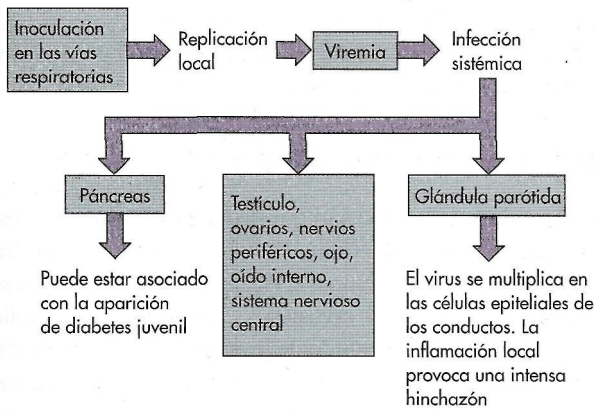 Inoculación
en las vías
respiratorias
Replicación
local
Viremia
Infección
sistémica
Páncreas
Puede estar asociado
con la aparición
de diabetes juvenil
Testículo,
ovarios, nervios
periféricos, ojo,
oído interno,
sistema nervioso
central
Glándula parótida
El virus se multiplica en
las células epiteliales de
los conductos. La
inflamación local
provoca una intensa
hinchazón